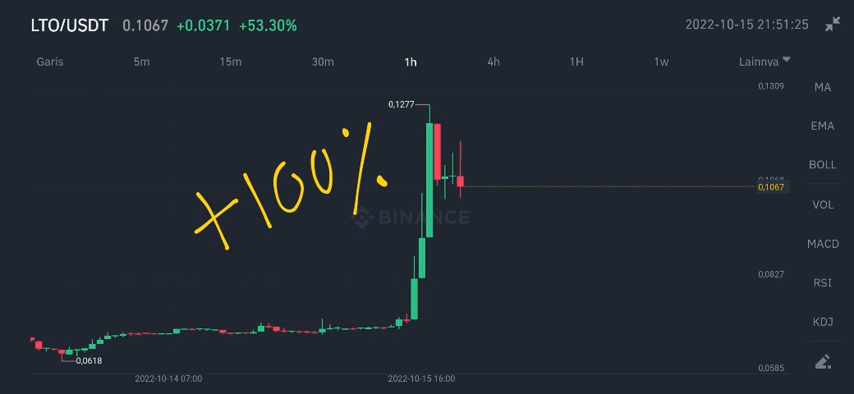 LTO/USDT 0.1067 +0.0371 +53.30% 2022-10-15 21:51:25
Garis 5m 15m 30m 1h 4h 1H 1w Lainnya
0,1309
MA
0,1277
EMA
+100%
BOLL
0,1067
BINANCE
VOL
MACD
0,0827
RSI
KDJ
0,0618
0,0585
2022-10-14 07:00 2022-10-15 16:00